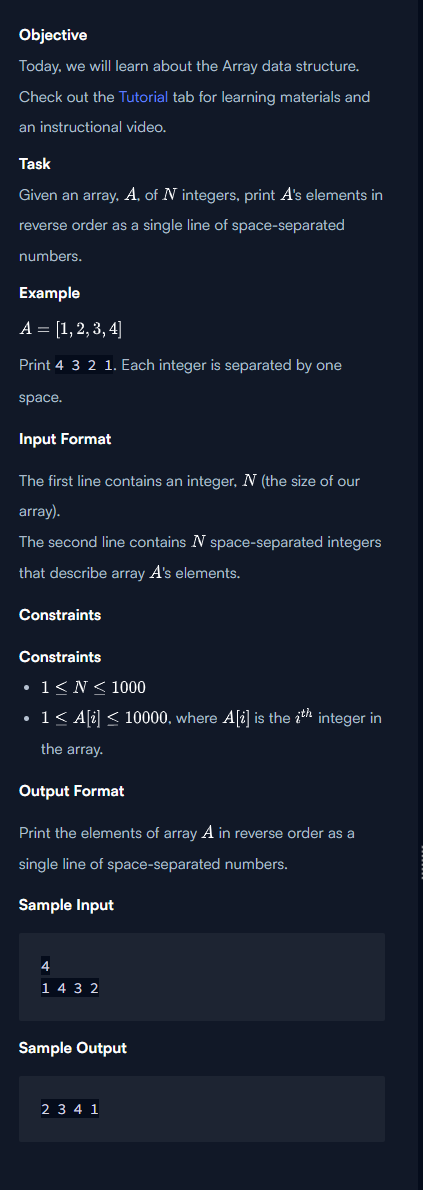 Objective
Today, we will learn about the Array data structure.
Check out the Tutorial tab for learning materials and
an instructional video.
Task
Given an array, A, of N integers, print A's elements in
reverse order as a single line of space-separated
numbers.
Example
A = [1, 2, 3, 4]
Print 4 3 2 1. Each integer is separated by one
space.
Input Format
The first line contains an integer, N (the size of our
array).
The second line contains N space-separated integers
that describe array A's elements.
Constraints
Constraints
• 1 ≤ N ≤ 1000
• 1 ≤ A[i] ≤ 10000, where A[i] is the iᵗʰ integer in
the array.
Output Format
Print the elements of array A in reverse order as a
single line of space-separated numbers.
Sample Input
4
1 4 3 2
Sample Output
2 3 4 1